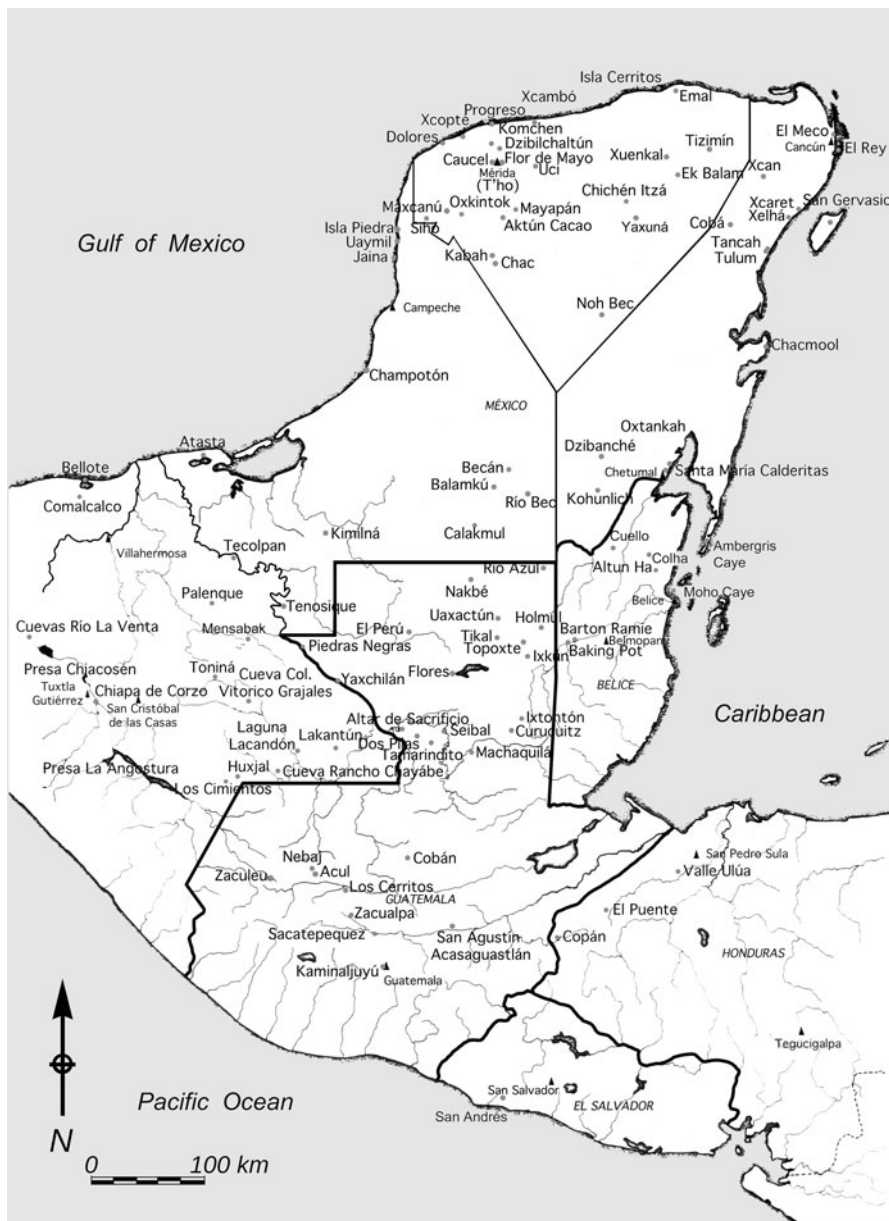 Isla Cerritos
Emal
Xcambó
Progreso
Xcopté
Komchen
Dolores
Dzibilchaltún
Tizimín
El Meco
Cancún
El Rey
Caucel
Flor de Mayo
Xuenkal
Mérida
(T'ho)
Uci
Ek Balam
Xcan
Chichén Itzá
Maxcanú
Oxkintok
Mayapán
Xcaret
San Gervasio
Xelhá
Isla Piedra
Sihó
Aktún Cacao
Yaxuná
Cobá
Uaymil
Jaina
Gulf of Mexico
Kabah
Chac
Tancah
Tulum
Campeche
Noh Bec
Chacmool
Champotón
MÉXICO
Oxtankah
Atasta
Dzibanché
Bellote
Becán
Chetumal
Santa María Calderitas
Comalcalco
Balamkú
Río Bec
Kohunlich
Kimilná
Calakmul
Villahermosa
Tecolpan
Cuello
Colha
Ambergris
Caye
Río Azul
Altun Ha
Nakbé
Palenque
Tenosique
Belice
Moho Caye
Uaxactún
Holmul
Cuevas Río La Venta
Mensabak
El Perú
Tikal
Barton Ramie
Piedras Negras
Topoxte
Belmopan
Ixkún
Baking Pot
Presa Chjacosén
Toniná
Cueva Col.
Vitorico Grajales
Yaxchilán
Flores
BELICE
Tuxtla
Gutiérrez
Chiapa de Corzo
San Cristóbal
de las Casas
Caribbean
Laguna
Lacandón
Lakantún
Altar de Sacrificio
Seibal
Ixtontón
Curucuitz
Dos Pilas
Tamarindito
Machaquilá
Presa La Angostura
Huxjal
Cueva Rancho Chayábe
Los Cimientos
Nebaj
Cobán
San Pedro Sula
Zaculeu
Acul
Valle Ulúa
Los Cerritos
GUATEMALA
Zacualpa
El Puente
Sacatepequez
San Agustin
Acasaguastlán
Copán
HONDURAS
Kaminaljuyú
Guatemala
Tegucigalpa
Pacific Ocean
San Salvador
San Andrés
EL SALVADOR
N
0 100 km